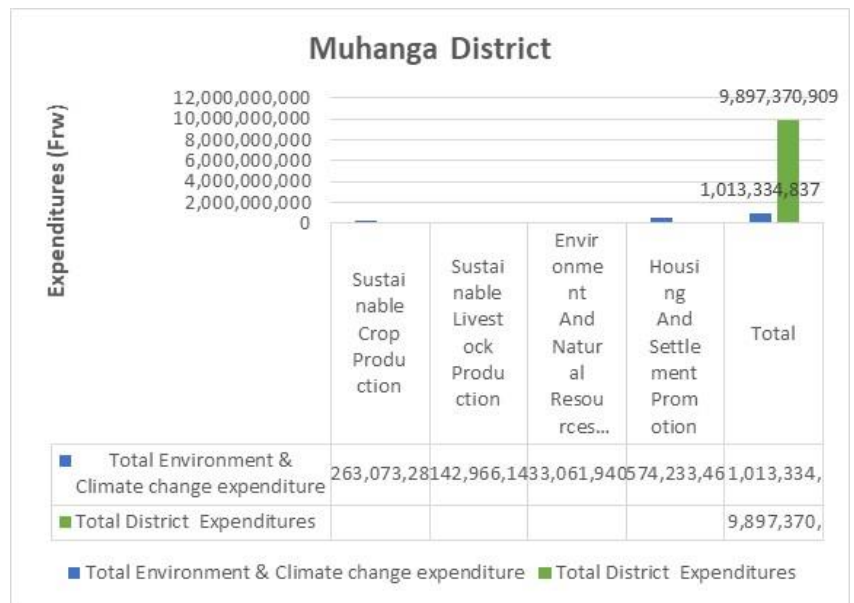 Muhanga District
Expenditures (Frw)
12,000,000,000
10,000,000,000
8,000,000,000
6,000,000,000
4,000,000,000
2,000,000,000
0
9,897,370,909
1,013,334,837
Sustai
nable
Crop
Produ
ction
Sustai
nable
Livest
ock
Produ
ction
Envir
onme
nt
And
Natur
al
Resou
rces...
Housi
ng
And
Settle
ment
Prom
otion
Total
Total Environment &
Climate change expenditure
263,073,28 142,966,14 33,061,940 574,233,46 1,013,334,
Total District Expenditures
9,897,370,
Total Environment & Climate change expenditure Total District Expenditures